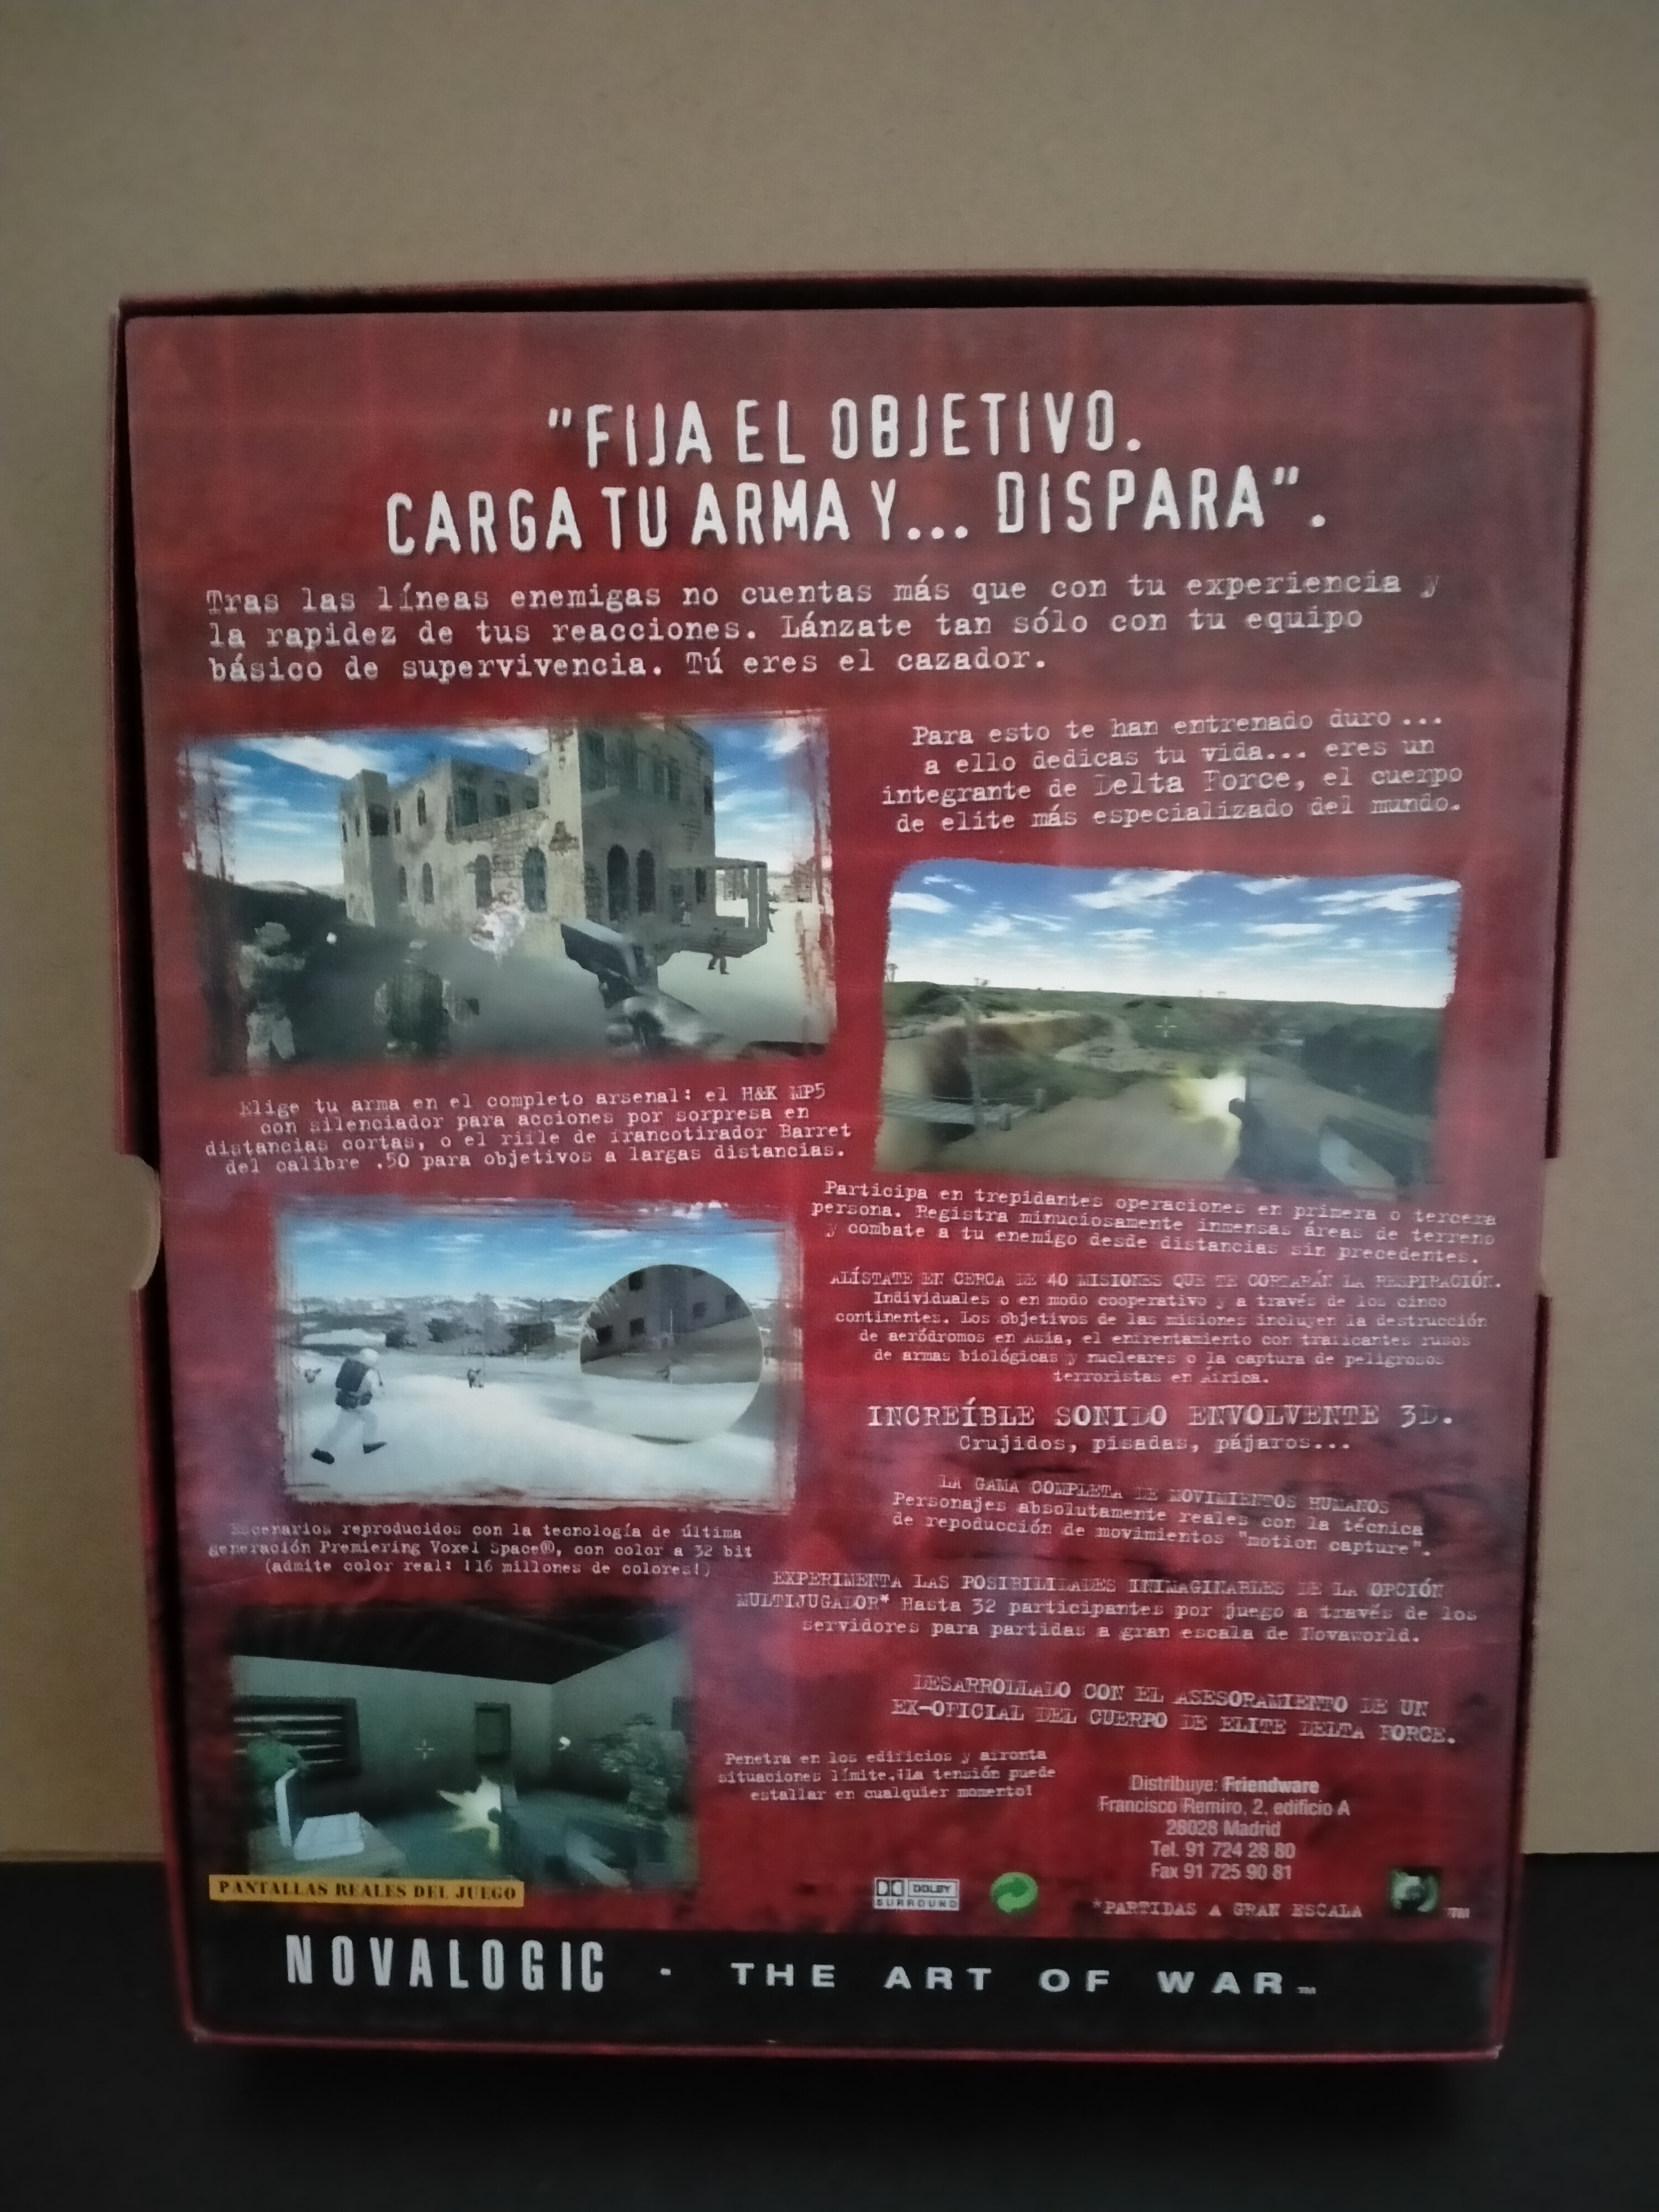 "FIJA EL OBJETIVO.
CARGA TU ARMA Y... DISPARA".
Tras las líneas enemigas no cuentas más que con tu experiencia y
la rapidez de tus reacciones. Lánzate tan sólo con tu equipo
básico de supervivencia. Tú eres el cazador.
Para esto te han entrenado duro...
a ello dedicas tu vida... eres un
integrante de Delta Force, el cuerpo
de elite más especializado del mundo.
Elige tu arma en el completo arsenal: el H&K MP5
con silenciador para acciones por sorpresa en
distancias cortas, o el rifle de francotirador Barret
del calibre .50 para objetivos a largas distancias.
Participa en trepidantes operaciones en primera o tercera
persona. Registra minuciosamente inmensas áreas de terreno
y combate a tu enemigo desde distancias sin precedentes.
ALÍSTATE EN CERCA DE 40 MISIONES QUE TE CORTARÁN LA RESPIRACIÓN.
Individuales o en modo cooperativo y a través de los cinco
continentes. Los objetivos de las misiones incluyen la destrucción
de aeródromos en Asia, el enfrentamiento con traficantes rusos
de armas biológicas y nucleares o la captura de peligrosos
terroristas en África.
INCREÍBLE SONIDO ENVOLVENTE 3D.
Crujidos, pisadas, pájaros...
LA GAMA COMPLETA DE MOVIMIENTOS HUMANOS
Personajes absolutamente reales con la técnica
de repoducción de movimientos "motion capture".
Escenarios reproducidos con la tecnología de última
generación Premiering Voxel Space®, con color a 32 bit
(admite color real: ¡16 millones de colores!)
EXPERIMENTA LAS POSIBILIDADES INIMAGINABLES DE LA OPCIÓN
MULTIJUGADOR* Hasta 32 participantes por juego a través de los
servidores para partidas a gran escala de Novaworld.
DESARROLLADO CON EL ASESORAMIENTO DE UN
EX-OFICIAL DEL CUERPO DE ELITE DELTA FORCE.
Penetra en los edificios y afronta
situaciones límite.¡La tensión puede
estallar en cualquier momento!
Distribuye: Friendware
Francisco Remiro, 2, edificio A
28028 Madrid
Tel. 91 724 28 80
Fax 91 725 90 81
PANTALLAS REALES DEL JUEGO
DOLBY
SURROUND
*PARTIDAS A GRAN ESCALA
TM
NOVALOGIC - THE ART OF WAR™